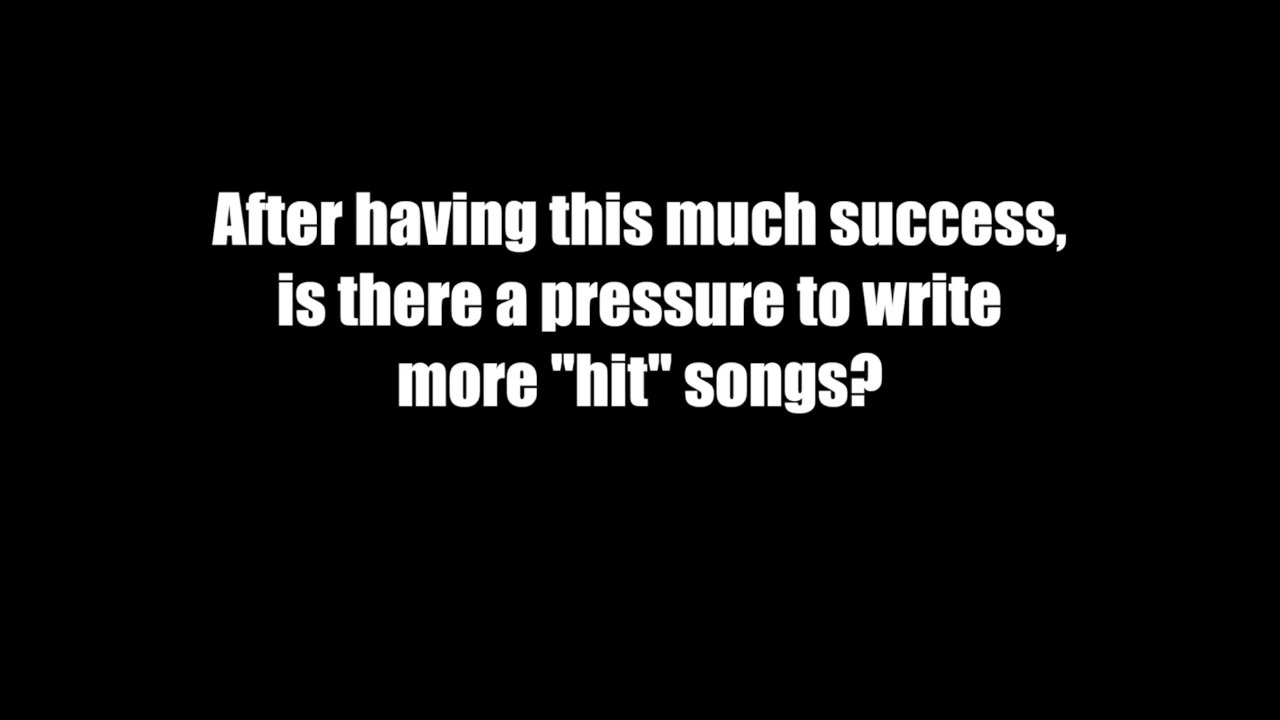 After having this much success,
is there a pressure to write
more "hit" songs?